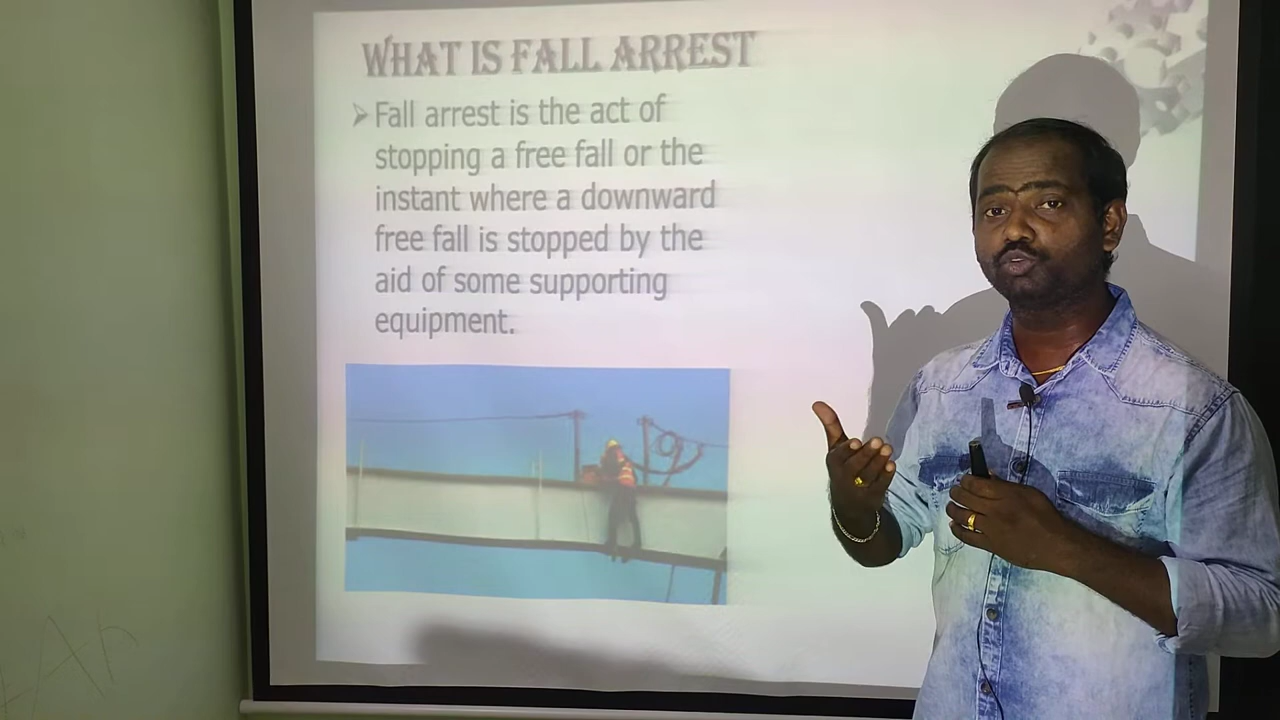 WHAT IS FALL ARREST
➢ Fall arrest is the act of
stopping a free fall or the
instant where a downward
free fall is stopped by the
aid of some supporting
equipment.